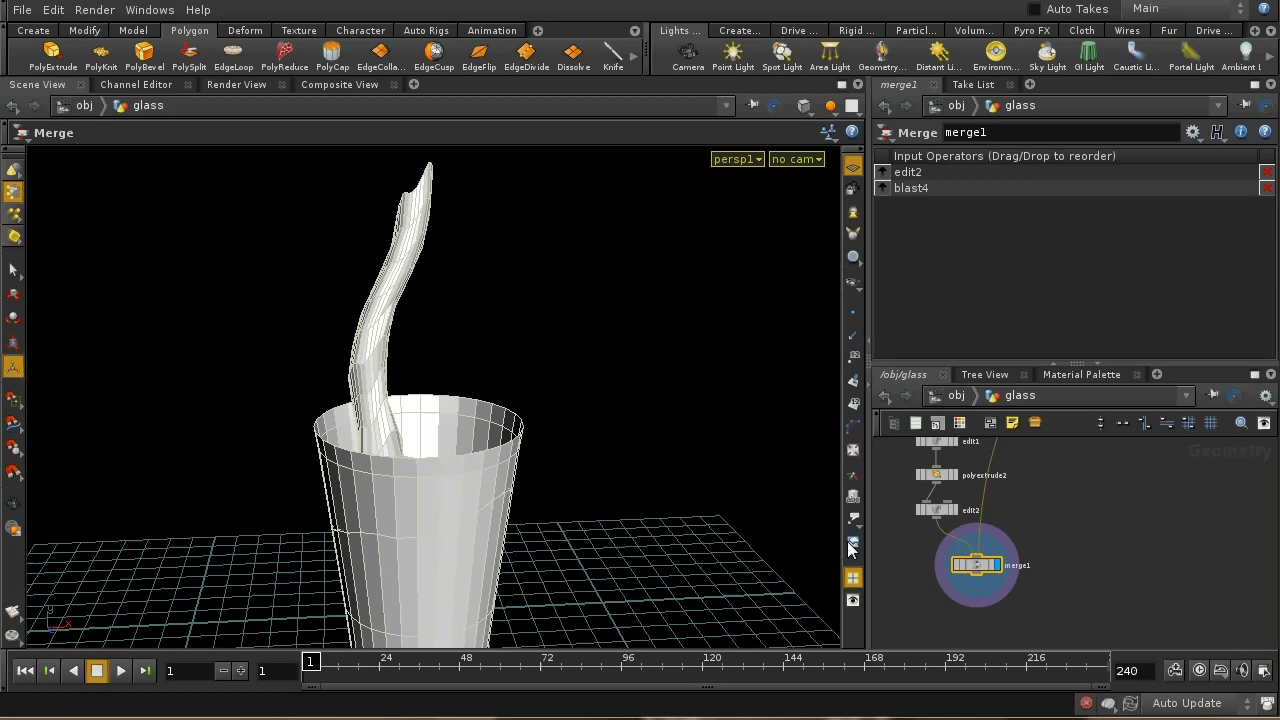 File Edit Render Windows Help
Auto Takes Main
Create Modify Model Polygon Deform Texture Character Auto Rigs Animation
Lights ... Create... Drive ... Rigid ... Particl... Volum... Pyro FX Cloth Wires Fur Drive ...
PolyExtrude PolyKnit PolyBevel PolySplit EdgeLoop PolyReduce PolyCap EdgeColla... EdgeCusp EdgeFlip EdgeDivide Dissolve Knife
Camera Point Light Spot Light Area Light Geometry... Distant Li... Environm... Sky Light GI Light Caustic Li... Portal Light Ambient L
Scene View Channel Editor Render View Composite View
merge1 Take List
obj glass
obj glass
Merge
Merge merge1
persp1 no cam
Input Operators (Drag/Drop to reorder)
edit2
blast4
/obj/glass Tree View Material Palette
obj glass
Geometry
edit1
polyextrude2
edit2
merge1
y
x
1 1 1 24 48 72 96 120 144 168 192 216 240
Auto Update